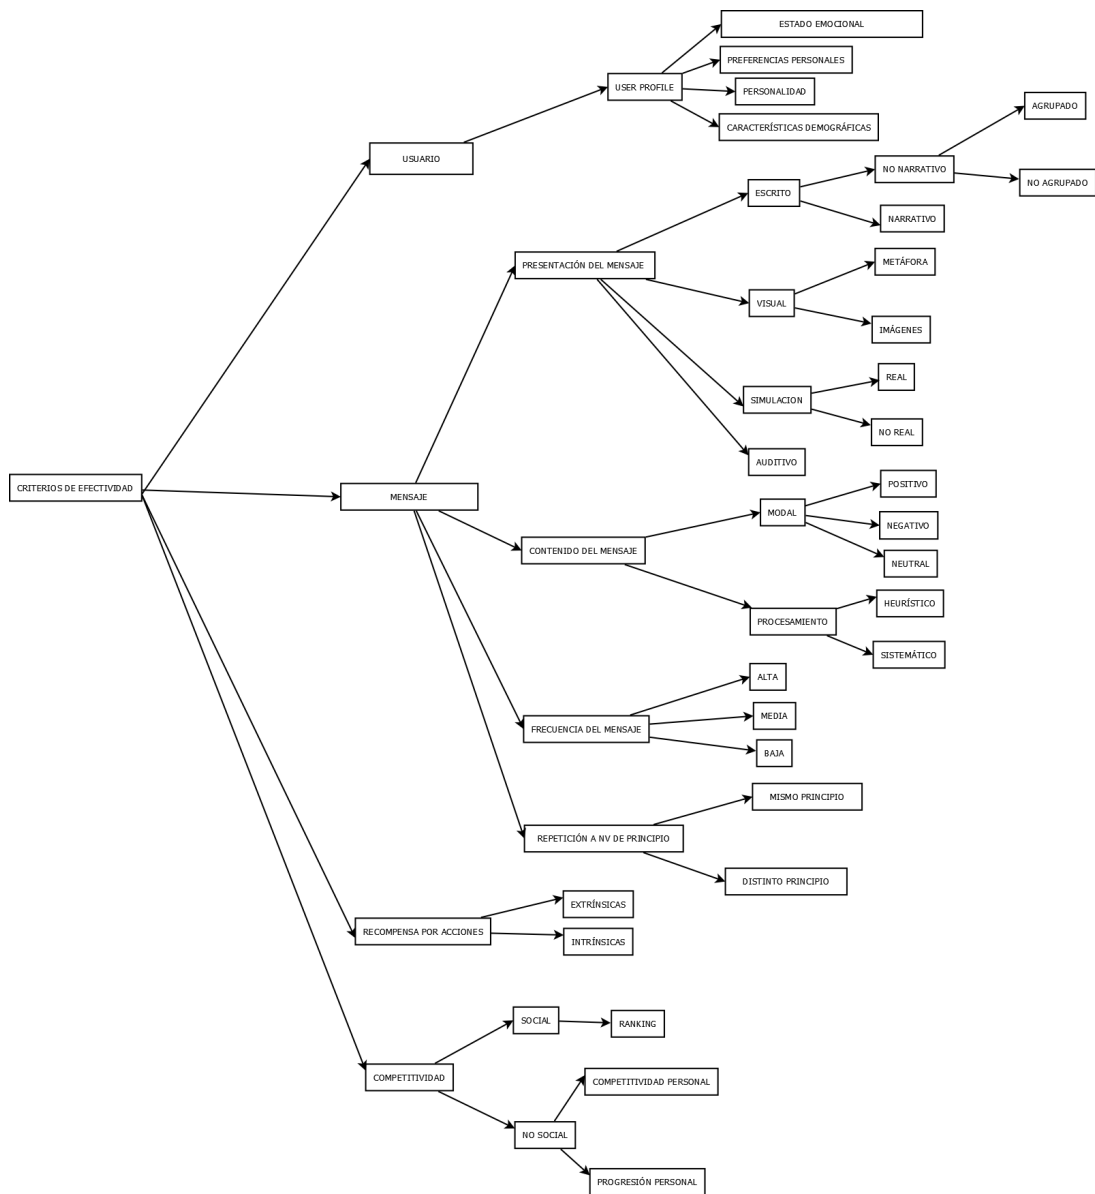 ESTADO EMOCIONAL
PREFERENCIAS PERSONALES
USER PROFILE
PERSONALIDAD
CARACTERÍSTICAS DEMOGRÁFICAS
AGRUPADO
USUARIO
NO NARRATIVO
NO AGRUPADO
ESCRITO
NARRATIVO
PRESENTACIÓN DEL MENSAJE
METÁFORA
VISUAL
IMÁGENES
REAL
SIMULACION
NO REAL
AUDITIVO
CRITERIOS DE EFECTIVIDAD
MENSAJE
POSITIVO
MODAL
NEGATIVO
CONTENIDO DEL MENSAJE
NEUTRAL
HEURÍSTICO
PROCESAMIENTO
SISTEMÁTICO
ALTA
MEDIA
FRECUENCIA DEL MENSAJE
BAJA
MISMO PRINCIPIO
REPETICIÓN A NV DE PRINCIPIO
DISTINTO PRINCIPIO
EXTRÍNSICAS
RECOMPENSA POR ACCIONES
INTRÍNSICAS
SOCIAL
RANKING
COMPETITIVIDAD
COMPETITIVIDAD PERSONAL
NO SOCIAL
PROGRESIÓN PERSONAL